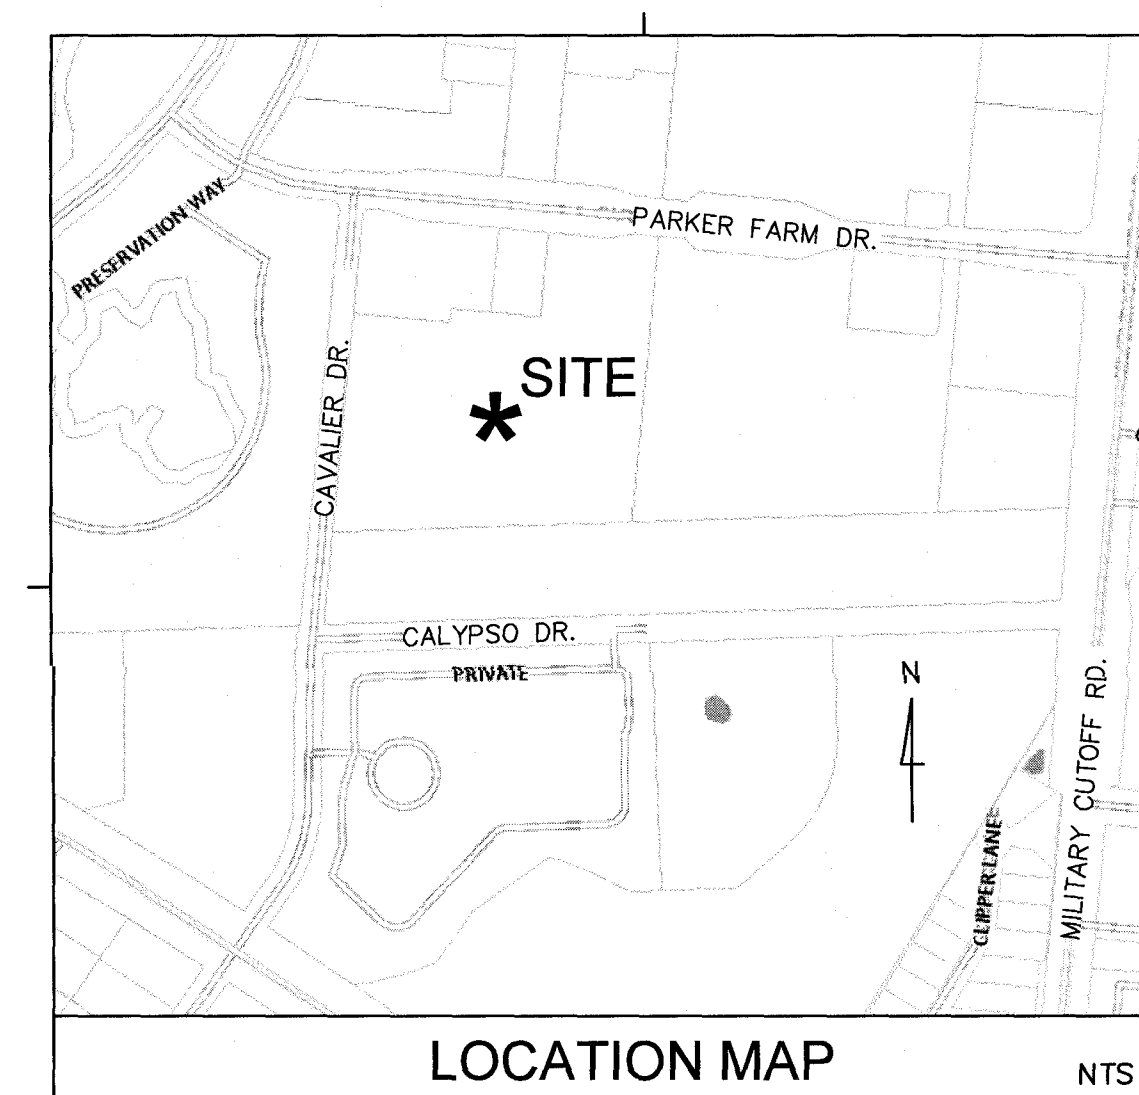 PARKER FARM DR.
PRESERVATION WAY
CAVALIER DR.
SITE
*
CALYPSO DR.
PRIVATE
N
MILITARY CUTOFF RD.
CLIPPER LANE
LOCATION MAP
NTS